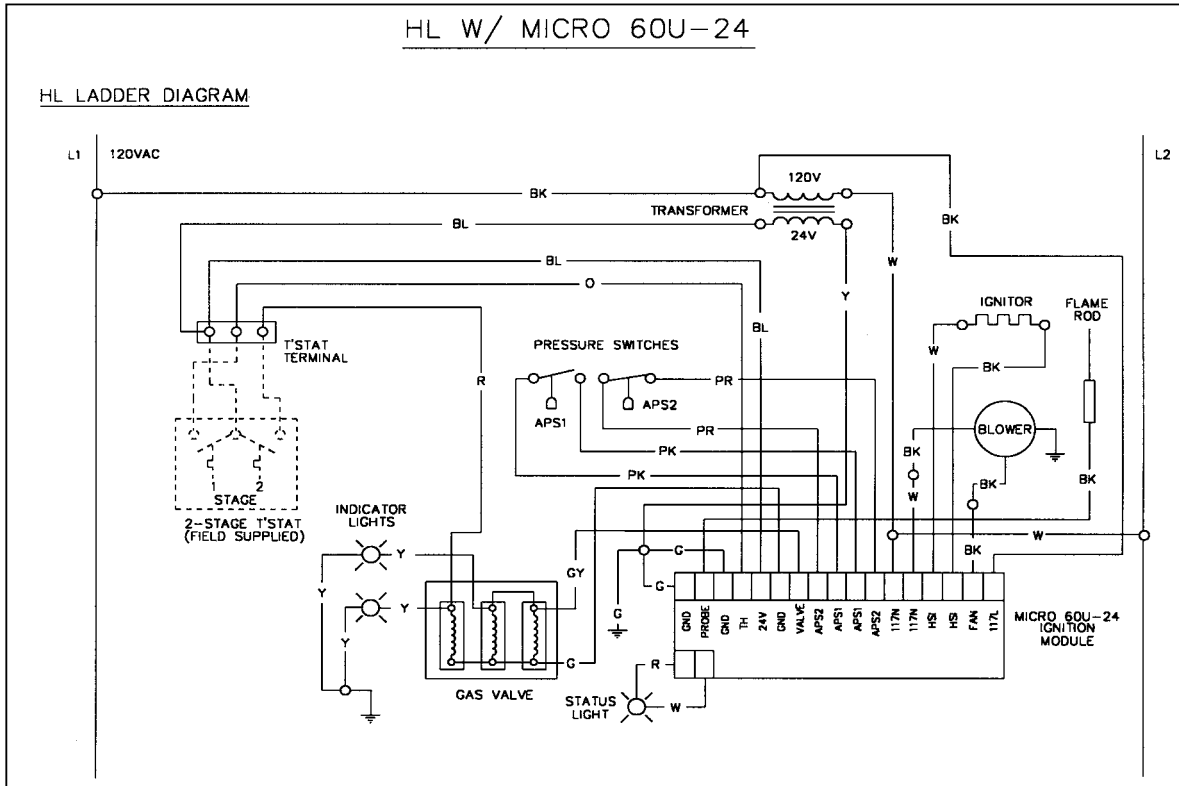 HL W/ MICRO 60U-24
HL LADDER DIAGRAM
L1
120VAC
L2
120V
BK
TRANSFORMER
24V
BL
BK
BL
W
O
Y
IGNITOR
FLAME
ROD
BL
T'STAT
TERMINAL
PRESSURE SWITCHES
W
R
BK
PR
APS1
APS2
PR
BLOWER
PK
BK
PK
BK
BK
W
1
2
STAGE
2-STAGE T'STAT
(FIELD SUPPLIED)
INDICATOR
LIGHTS
W
Y
GY
G
BK
G
Y
Y
G
Y
GND
PROBE
GND
TH
24V
GND
VALVE
APS2
APS1
APS1
APS2
117N
117N
HSI
HSI
FAN
117L
MICRO 60U-24
IGNITION
MODULE
G
R
GAS VALVE
STATUS
LIGHT
W